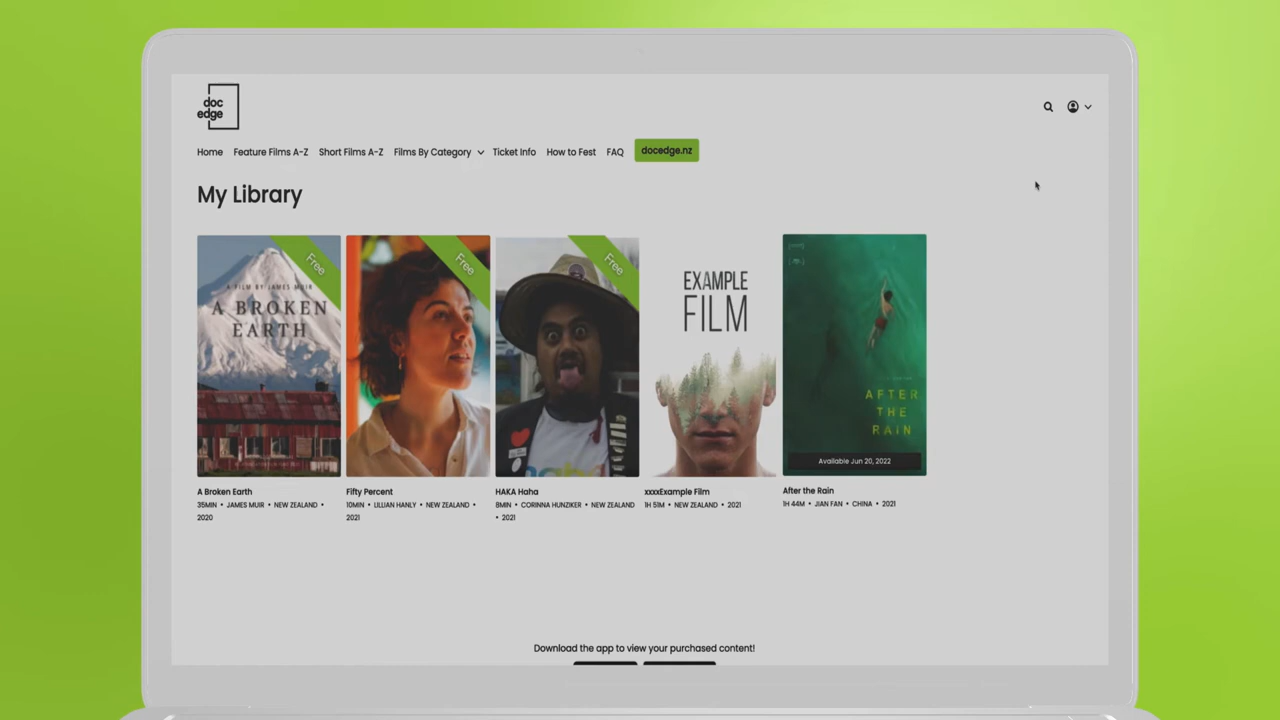 doc
edge
Home Feature Films A-Z Short Films A-Z Films By Category Ticket Info How to Fest FAQ docedge.nz
My Library
Free
Free
Free
A FILM BY JAMES MUIR
A BROKEN
EARTH
EXAMPLE
FILM
AFTER
THE
RAIN
Available Jun 20, 2022
A Broken Earth
35MIN • JAMES MUIR • NEW ZEALAND •
2020
Fifty Percent
10MIN • LILLIAN HANLY • NEW ZEALAND •
2021
HAKA Haha
8MIN • CORINNA HUNZIKER • NEW ZEALAND
• 2021
xxxxExample Film
1H 51M • NEW ZEALAND • 2021
After the Rain
1H 44M • JIAN FAN • CHINA • 2021
Download the app to view your purchased content!